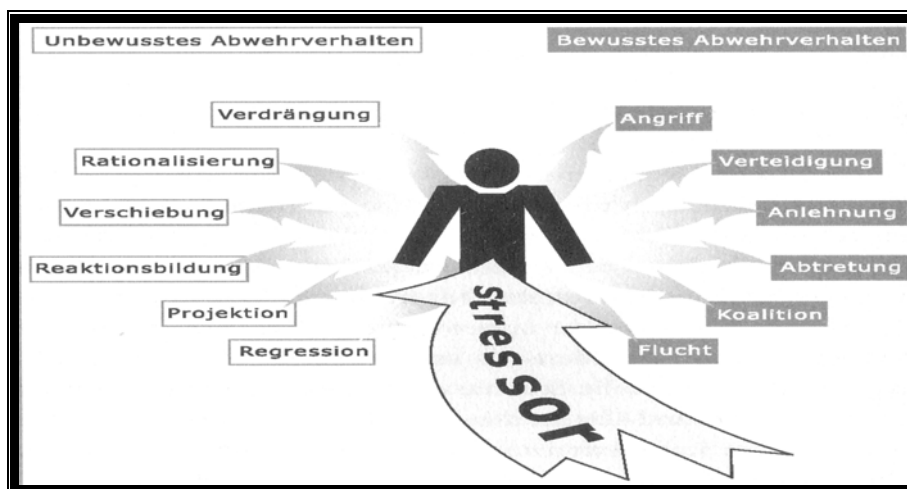 Unbewusstes Abwehrverhalten
Bewusstes Abwehrverhalten
Verdrängung
Rationalisierung
Verschiebung
Reaktionsbildung
Projektion
Regression
Angriff
Verteidigung
Anlehnung
Abtretung
Koalition
Flucht
stressor